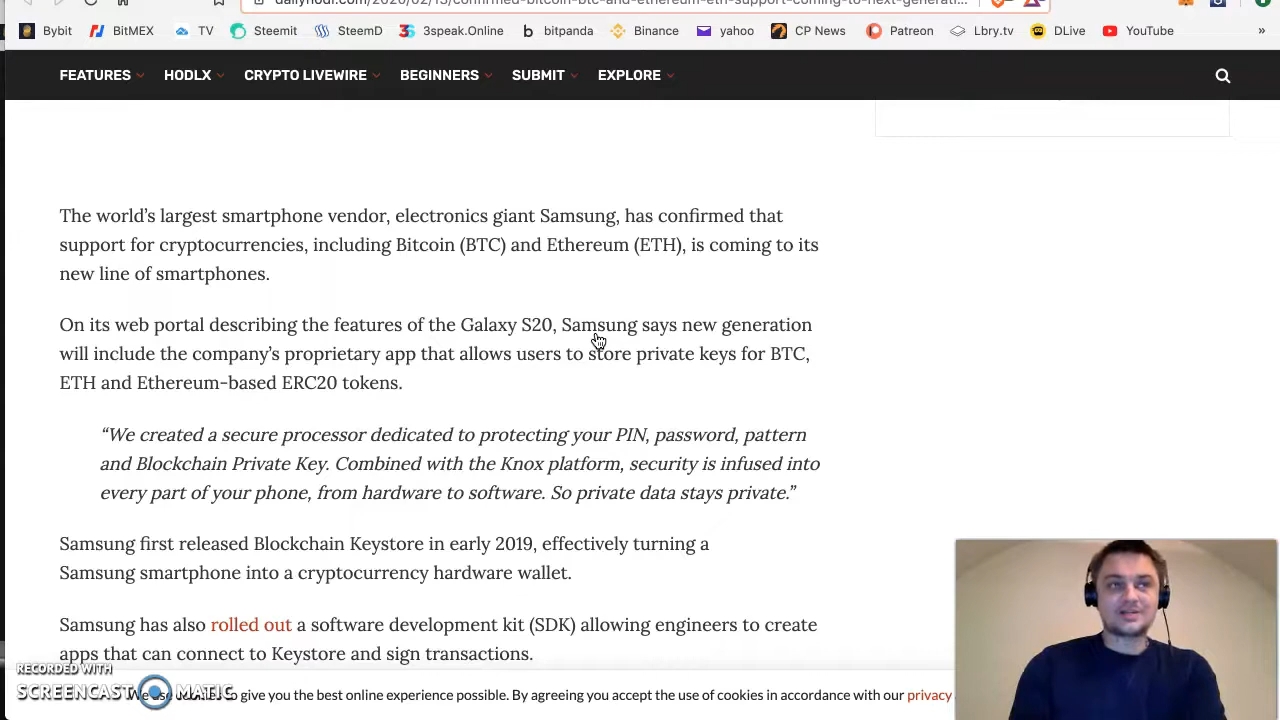 dailyhodl.com/2020/02/13/confirmed-bitcoin-btc-and-ethereum-eth-support-coming-to-next-generati...
Bybit BitMEX TV Steemit SteemD 3speak.Online bitpanda Binance yahoo CP News Patreon Lbry.tv DLive YouTube »
FEATURES HODLX CRYPTO LIVEWIRE BEGINNERS SUBMIT EXPLORE
The world’s largest smartphone vendor, electronics giant Samsung, has confirmed that
support for cryptocurrencies, including Bitcoin (BTC) and Ethereum (ETH), is coming to its
new line of smartphones.
On its web portal describing the features of the Galaxy S20, Samsung says new generation
will include the company’s proprietary app that allows users to store private keys for BTC,
ETH and Ethereum-based ERC20 tokens.
“We created a secure processor dedicated to protecting your PIN, password, pattern
and Blockchain Private Key. Combined with the Knox platform, security is infused into
every part of your phone, from hardware to software. So private data stays private.”
Samsung first released Blockchain Keystore in early 2019, effectively turning a
Samsung smartphone into a cryptocurrency hardware wallet.
Samsung has also rolled out a software development kit (SDK) allowing engineers to create
apps that can connect to Keystore and sign transactions.
RECORDED WITH
SCREENCAST MATIC
to give you the best online experience possible. By agreeing you accept the use of cookies in accordance with our privacy